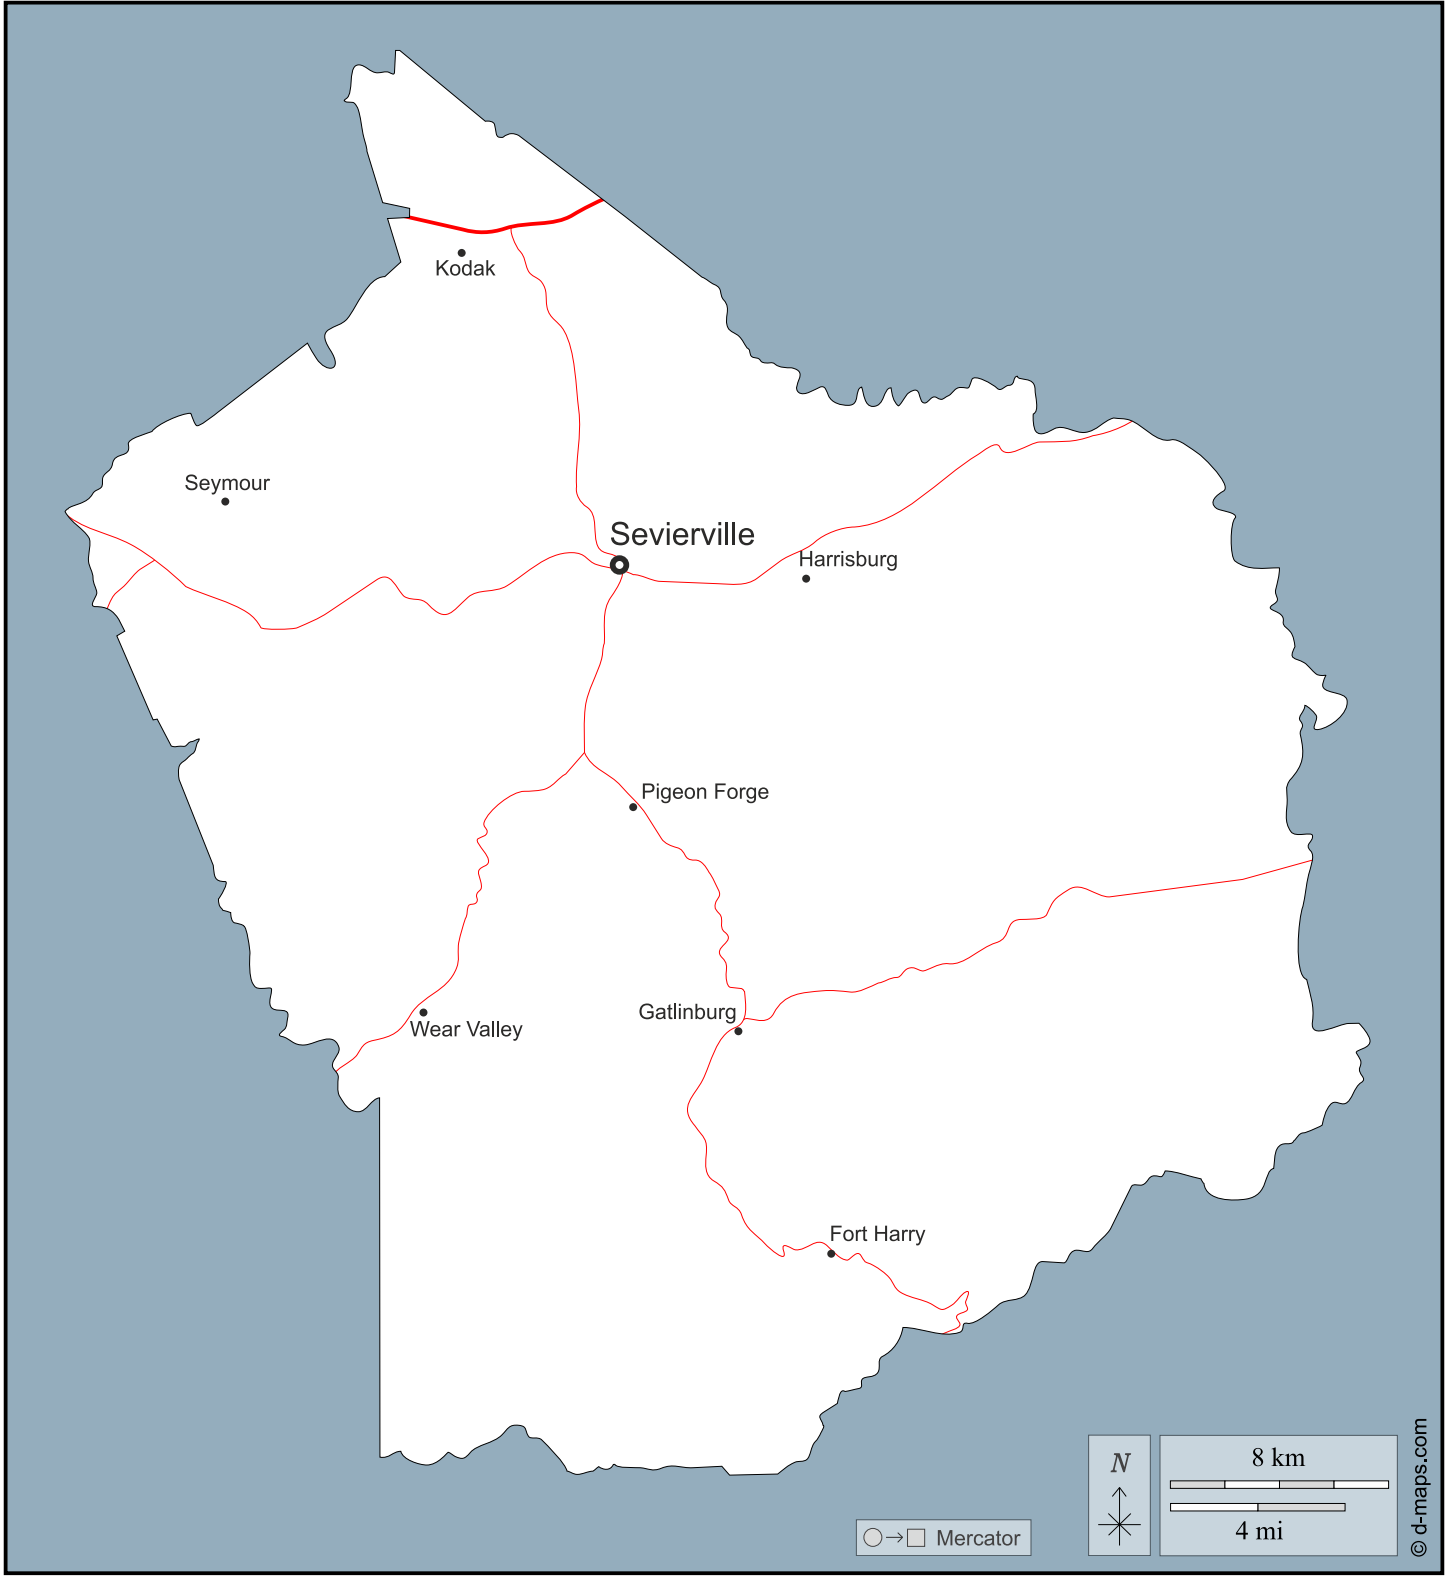 Kodak
Seymour
Sevierville
Harrisburg
Pigeon Forge
Gatlinburg
Wear Valley
Fort Harry
N
8 km
4 mi
Mercator
© d-maps.com